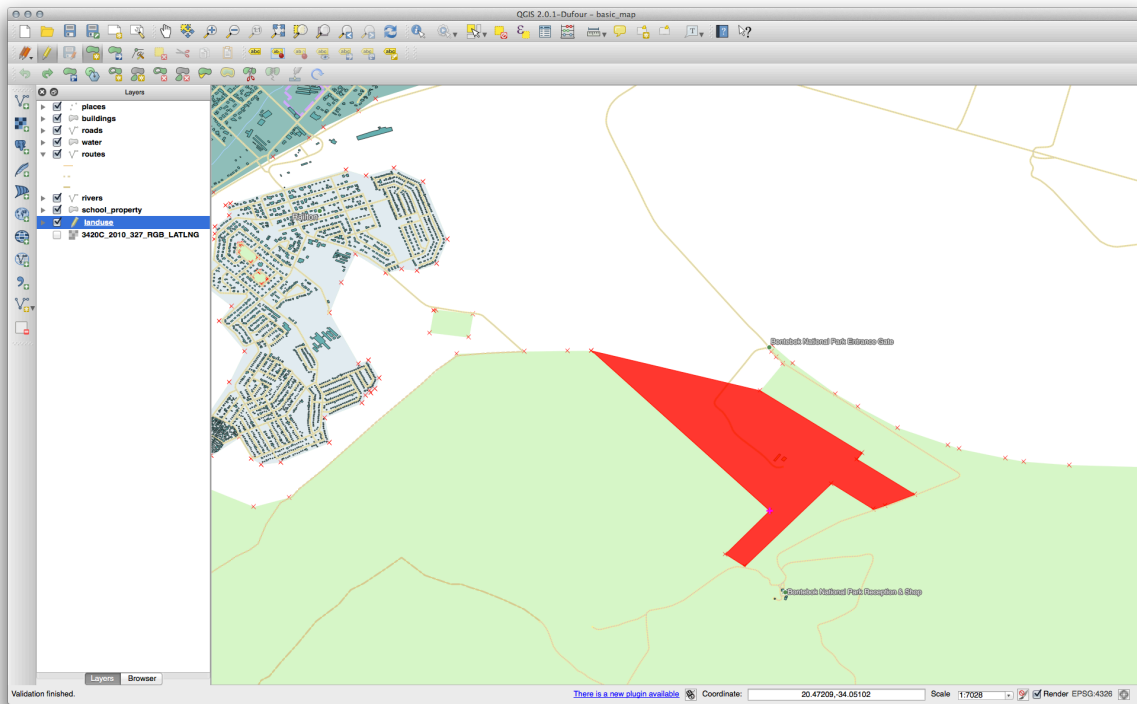 QGIS 2.0.1-Dufour - basic_map
Layers
places
buildings
roads
water
routes
rivers
school_property
landuse
3420C_2010_327_RGB_LATLNG
Railton
Bontebok National Park Entrance Gate
Bontebok National Park Reception & Shop
Layers Browser
Validation finished. There is a new plugin available Coordinate: 20.47209,-34.05102 Scale 1:7028 Render EPSG:4326